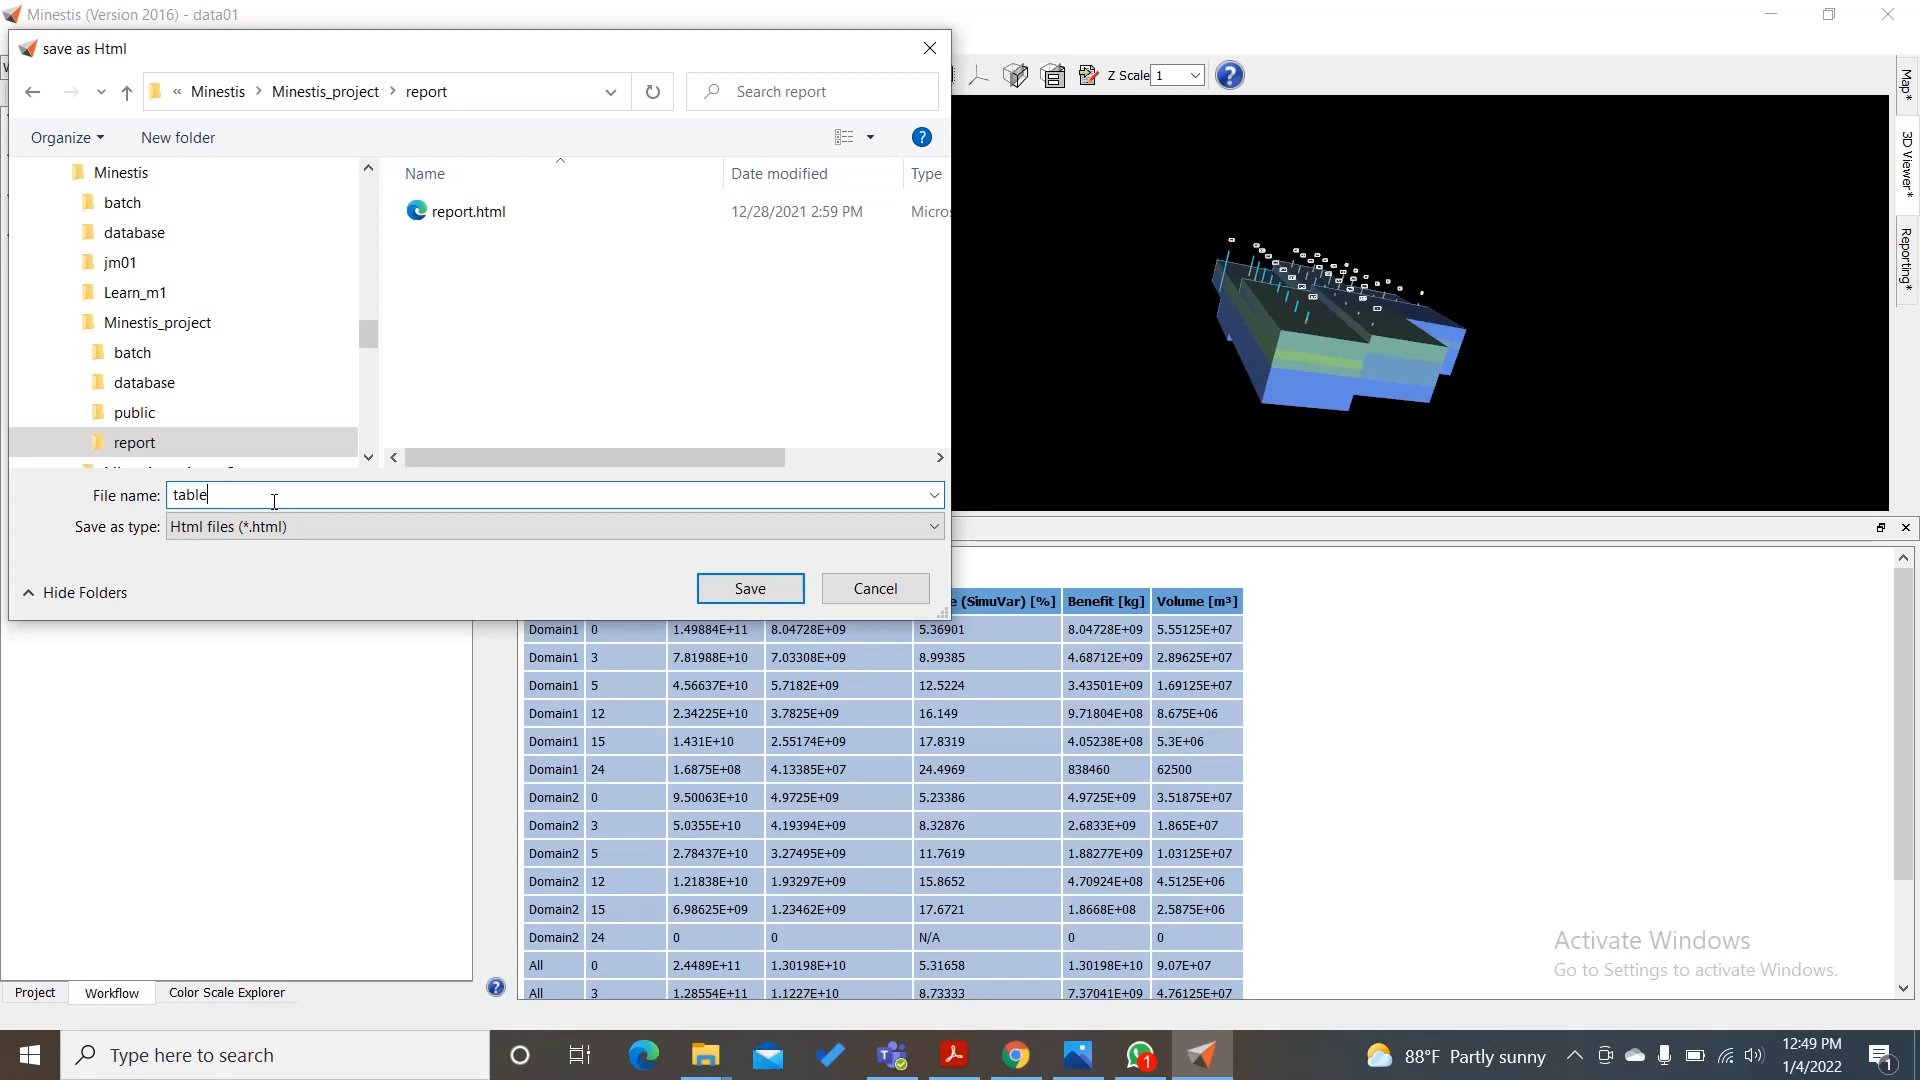 Minestis (Version 2016) - data01
save as Html
« Minestis > Minestis_project > report
Search report
Z Scale 1
Map*
3D Viewer*
Reporting*
Organize
New folder
Minestis
batch
database
jm01
Learn_m1
Minestis_project
batch
database
public
report
Name Date modified Type
report.html 12/28/2021 2:59 PM Micros
File name: table
Save as type: Html files (*.html)
Hide Folders
Save Cancel
e (SimuVar) [%] Benefit [kg] Volume [m³]
Domain1 0 1.49884E+11 8.04728E+09 5.36901 8.04728E+09 5.55125E+07
Domain1 3 7.81988E+10 7.03308E+09 8.99385 4.68712E+09 2.89625E+07
Domain1 5 4.56637E+10 5.7182E+09 12.5224 3.43501E+09 1.69125E+07
Domain1 12 2.34225E+10 3.7825E+09 16.149 9.71804E+08 8.675E+06
Domain1 15 1.431E+10 2.55174E+09 17.8319 4.05238E+08 5.3E+06
Domain1 24 1.6875E+08 4.13385E+07 24.4969 838460 62500
Domain2 0 9.50063E+10 4.9725E+09 5.23386 4.9725E+09 3.51875E+07
Domain2 3 5.0355E+10 4.19394E+09 8.32876 2.6833E+09 1.865E+07
Domain2 5 2.78437E+10 3.27495E+09 11.7619 1.88277E+09 1.03125E+07
Domain2 12 1.21838E+10 1.93297E+09 15.8652 4.70924E+08 4.5125E+06
Domain2 15 6.98625E+09 1.23462E+09 17.6721 1.8668E+08 2.5875E+06
Domain2 24 0 0 N/A 0 0
All 0 2.4489E+11 1.30198E+10 5.31658 1.30198E+10 9.07E+07
All 3 1.28554E+11 1.1227E+10 8.73333 7.37041E+09 4.76125E+07
Activate Windows
Go to Settings to activate Windows.
Project Workflow Color Scale Explorer
Type here to search
1
88°F Partly sunny
12:49 PM
1/4/2022
1